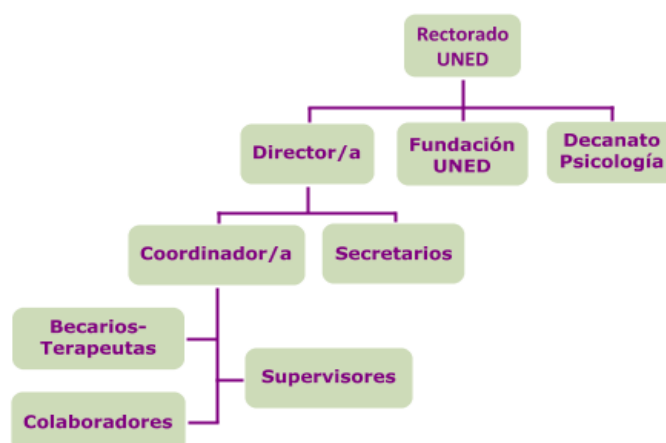 Rectorado
UNED
Director/a
Fundación
UNED
Decanato
Psicología
Coordinador/a
Secretarios
Becarios-
Terapeutas
Supervisores
Colaboradores